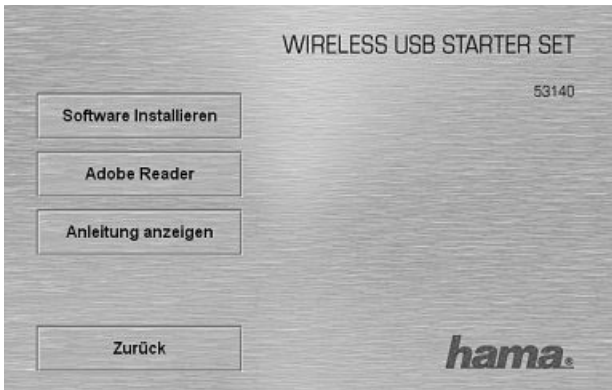 WIRELESS USB STARTER SET
53140
Software Installieren
Adobe Reader
Anleitung anzeigen
Zurück
hama.